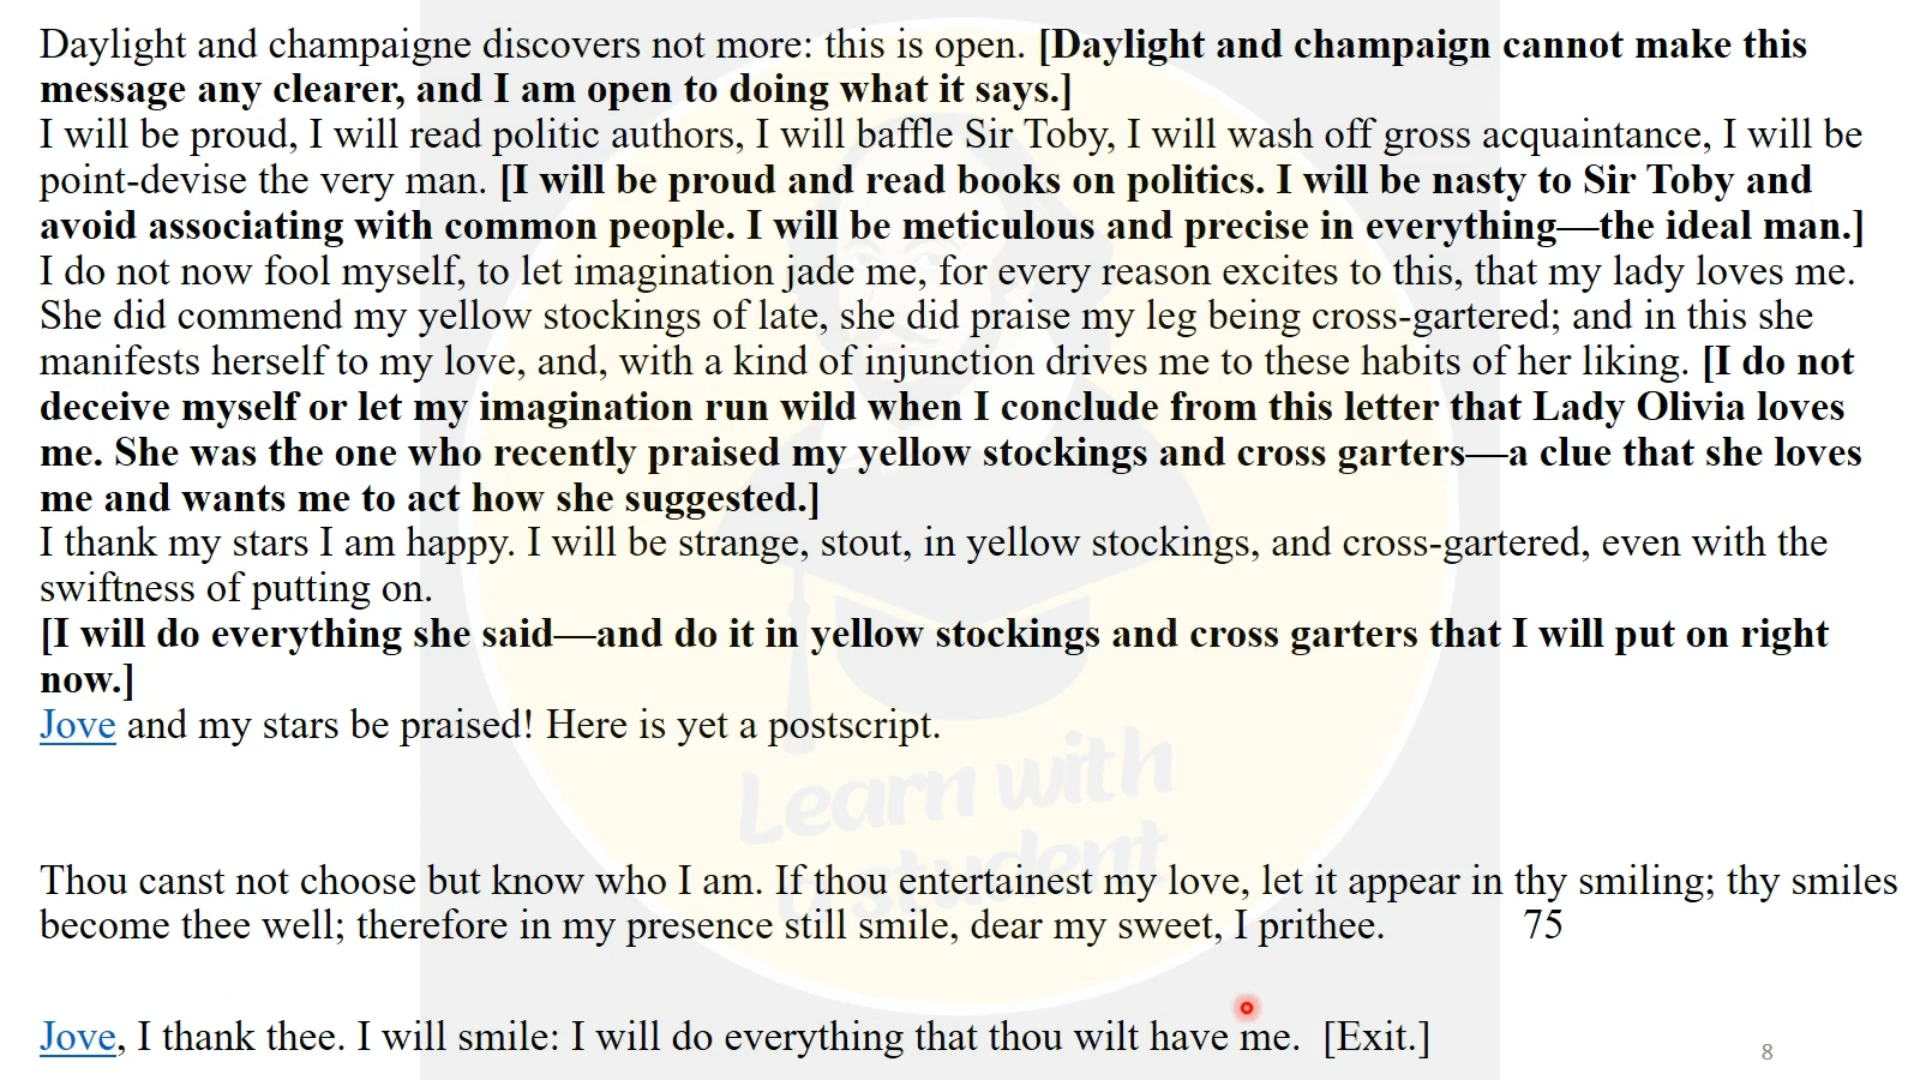 Daylight and champaigne discovers not more: this is open. [Daylight and champaign cannot make this
message any clearer, and I am open to doing what it says.]
I will be proud, I will read politic authors, I will baffle Sir Toby, I will wash off gross acquaintance, I will be
point-devise the very man. [I will be proud and read books on politics. I will be nasty to Sir Toby and
avoid associating with common people. I will be meticulous and precise in everything—the ideal man.]
I do not now fool myself, to let imagination jade me, for every reason excites to this, that my lady loves me.
She did commend my yellow stockings of late, she did praise my leg being cross-gartered; and in this she
manifests herself to my love, and, with a kind of injunction drives me to these habits of her liking. [I do not
deceive myself or let my imagination run wild when I conclude from this letter that Lady Olivia loves
me. She was the one who recently praised my yellow stockings and cross garters—a clue that she loves
me and wants me to act how she suggested.]
I thank my stars I am happy. I will be strange, stout, in yellow stockings, and cross-gartered, even with the
swiftness of putting on.
[I will do everything she said—and do it in yellow stockings and cross garters that I will put on right
now.]
Jove and my stars be praised! Here is yet a postscript.
Learn with
a student
Thou canst not choose but know who I am. If thou entertainest my love, let it appear in thy smiling; thy smiles
become thee well; therefore in my presence still smile, dear my sweet, I prithee. 75
Jove, I thank thee. I will smile: I will do everything that thou wilt have me. [Exit.]
8